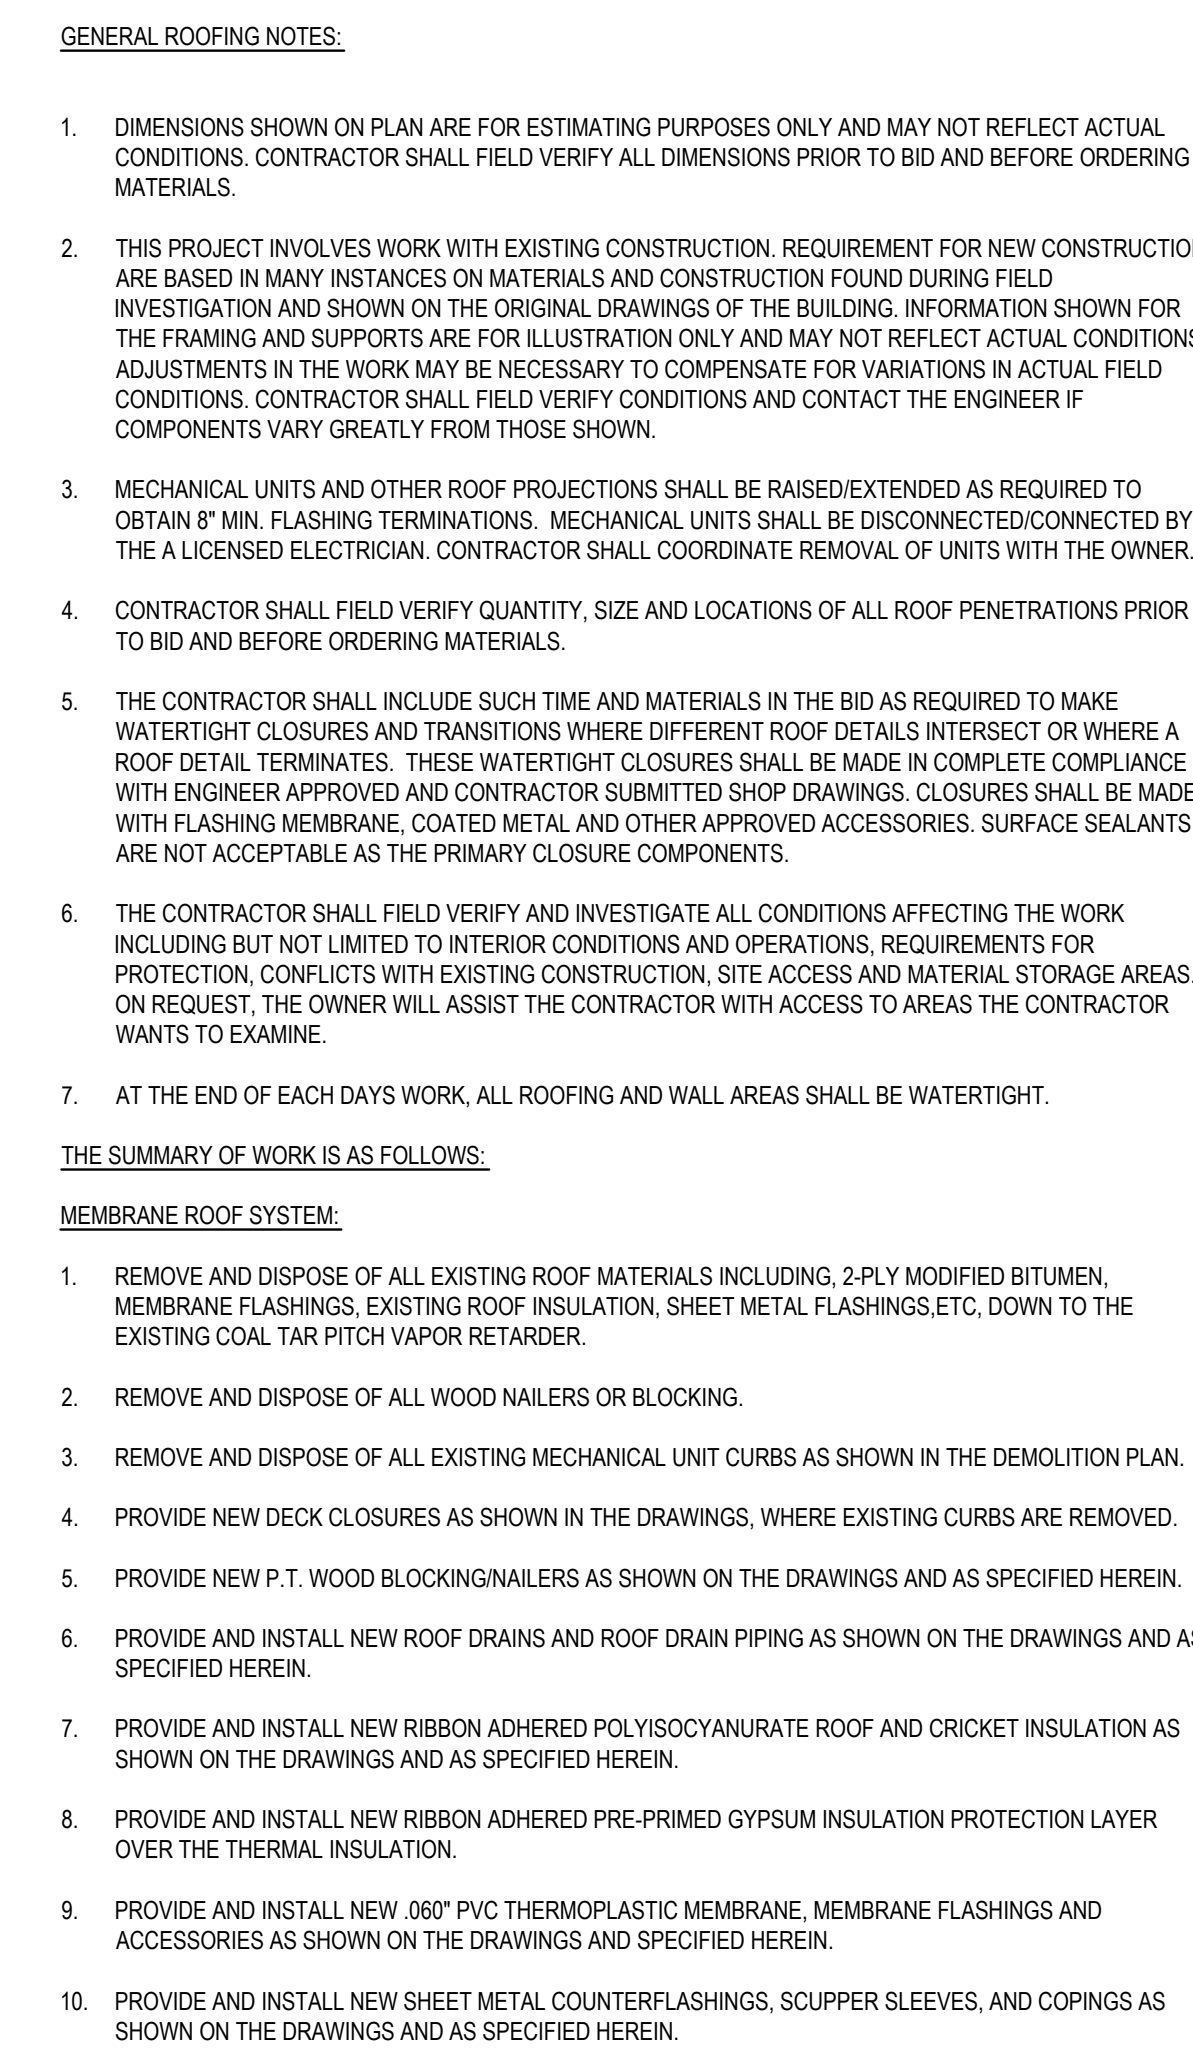 GENERAL ROOFING NOTES:
1. DIMENSIONS SHOWN ON PLAN ARE FOR ESTIMATING PURPOSES ONLY AND MAY NOT REFLECT ACTUAL
CONDITIONS. CONTRACTOR SHALL FIELD VERIFY ALL DIMENSIONS PRIOR TO BID AND BEFORE ORDERING
MATERIALS.
2. THIS PROJECT INVOLVES WORK WITH EXISTING CONSTRUCTION. REQUIREMENT FOR NEW CONSTRUCTION
ARE BASED IN MANY INSTANCES ON MATERIALS AND CONSTRUCTION FOUND DURING FIELD
INVESTIGATION AND SHOWN ON THE ORIGINAL DRAWINGS OF THE BUILDING. INFORMATION SHOWN FOR
THE FRAMING AND SUPPORTS ARE FOR ILLUSTRATION ONLY AND MAY NOT REFLECT ACTUAL CONDITIONS
ADJUSTMENTS IN THE WORK MAY BE NECESSARY TO COMPENSATE FOR VARIATIONS IN ACTUAL FIELD
CONDITIONS. CONTRACTOR SHALL FIELD VERIFY CONDITIONS AND CONTACT THE ENGINEER IF
COMPONENTS VARY GREATLY FROM THOSE SHOWN.
3. MECHANICAL UNITS AND OTHER ROOF PROJECTIONS SHALL BE RAISED/EXTENDED AS REQUIRED TO
OBTAIN 8" MIN. FLASHING TERMINATIONS. MECHANICAL UNITS SHALL BE DISCONNECTED/CONNECTED BY
THE A LICENSED ELECTRICIAN. CONTRACTOR SHALL COORDINATE REMOVAL OF UNITS WITH THE OWNER.
4. CONTRACTOR SHALL FIELD VERIFY QUANTITY, SIZE AND LOCATIONS OF ALL ROOF PENETRATIONS PRIOR
TO BID AND BEFORE ORDERING MATERIALS.
5. THE CONTRACTOR SHALL INCLUDE SUCH TIME AND MATERIALS IN THE BID AS REQUIRED TO MAKE
WATERTIGHT CLOSURES AND TRANSITIONS WHERE DIFFERENT ROOF DETAILS INTERSECT OR WHERE A
ROOF DETAIL TERMINATES. THESE WATERTIGHT CLOSURES SHALL BE MADE IN COMPLETE COMPLIANCE
WITH ENGINEER APPROVED AND CONTRACTOR SUBMITTED SHOP DRAWINGS. CLOSURES SHALL BE MADE
WITH FLASHING MEMBRANE, COATED METAL AND OTHER APPROVED ACCESSORIES. SURFACE SEALANTS
ARE NOT ACCEPTABLE AS THE PRIMARY CLOSURE COMPONENTS.
6. THE CONTRACTOR SHALL FIELD VERIFY AND INVESTIGATE ALL CONDITIONS AFFECTING THE WORK
INCLUDING BUT NOT LIMITED TO INTERIOR CONDITIONS AND OPERATIONS, REQUIREMENTS FOR
PROTECTION, CONFLICTS WITH EXISTING CONSTRUCTION, SITE ACCESS AND MATERIAL STORAGE AREAS.
ON REQUEST, THE OWNER WILL ASSIST THE CONTRACTOR WITH ACCESS TO AREAS THE CONTRACTOR
WANTS TO EXAMINE.
7. AT THE END OF EACH DAYS WORK, ALL ROOFING AND WALL AREAS SHALL BE WATERTIGHT.
THE SUMMARY OF WORK IS AS FOLLOWS:
MEMBRANE ROOF SYSTEM:
1. REMOVE AND DISPOSE OF ALL EXISTING ROOF MATERIALS INCLUDING, 2-PLY MODIFIED BITUMEN,
MEMBRANE FLASHINGS, EXISTING ROOF INSULATION, SHEET METAL FLASHINGS,ETC, DOWN TO THE
EXISTING COAL TAR PITCH VAPOR RETARDER.
2. REMOVE AND DISPOSE OF ALL WOOD NAILERS OR BLOCKING.
3. REMOVE AND DISPOSE OF ALL EXISTING MECHANICAL UNIT CURBS AS SHOWN IN THE DEMOLITION PLAN.
4. PROVIDE NEW DECK CLOSURES AS SHOWN IN THE DRAWINGS, WHERE EXISTING CURBS ARE REMOVED.
5. PROVIDE NEW P.T. WOOD BLOCKING/NAILERS AS SHOWN ON THE DRAWINGS AND AS SPECIFIED HEREIN.
6. PROVIDE AND INSTALL NEW ROOF DRAINS AND ROOF DRAIN PIPING AS SHOWN ON THE DRAWINGS AND AS
SPECIFIED HEREIN.
7. PROVIDE AND INSTALL NEW RIBBON ADHERED POLYISOCYANURATE ROOF AND CRICKET INSULATION AS
SHOWN ON THE DRAWINGS AND AS SPECIFIED HEREIN.
8. PROVIDE AND INSTALL NEW RIBBON ADHERED PRE-PRIMED GYPSUM INSULATION PROTECTION LAYER
OVER THE THERMAL INSULATION.
9. PROVIDE AND INSTALL NEW .060" PVC THERMOPLASTIC MEMBRANE, MEMBRANE FLASHINGS AND
ACCESSORIES AS SHOWN ON THE DRAWINGS AND SPECIFIED HEREIN.
10. PROVIDE AND INSTALL NEW SHEET METAL COUNTERFLASHINGS, SCUPPER SLEEVES, AND COPINGS AS
SHOWN ON THE DRAWINGS AND AS SPECIFIED HEREIN.